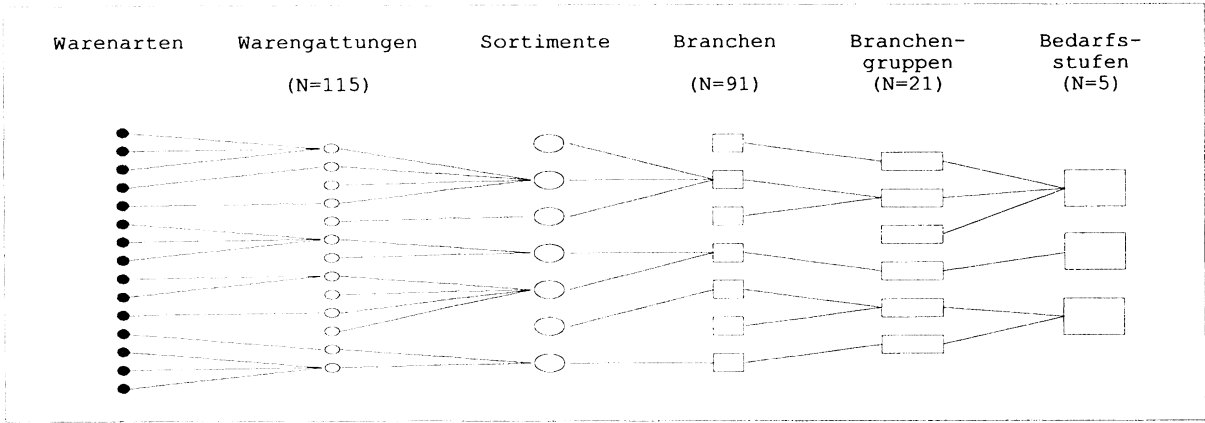 Warenarten Warengattungen Sortimente Branchen Branchen- Bedarfs-
gruppen stufen
(N=115) (N=91) (N=21) (N=5)